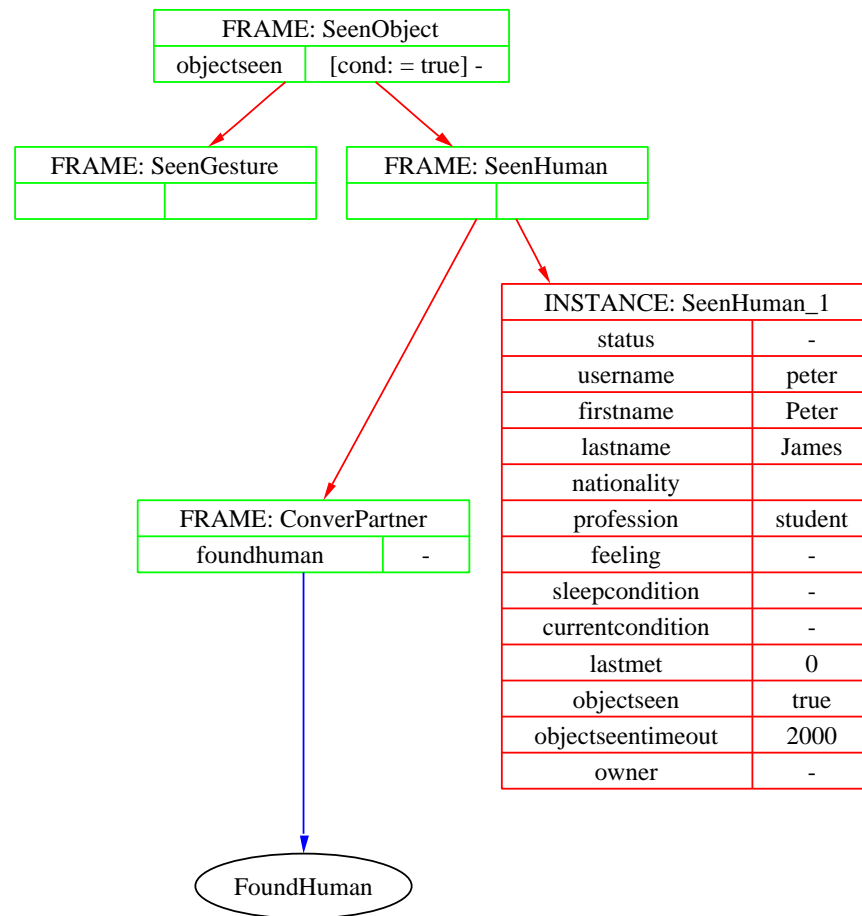 FRAME: SeenObject
objectseen [cond: = true] -
FRAME: SeenGesture
FRAME: SeenHuman
INSTANCE: SeenHuman_1
status -
username peter
firstname Peter
lastname James
nationality
profession student
feeling -
sleepcondition -
currentcondition -
lastmet 0
objectseen true
objectseentimeout 2000
owner -
FRAME: ConverPartner
foundhuman -
FoundHuman